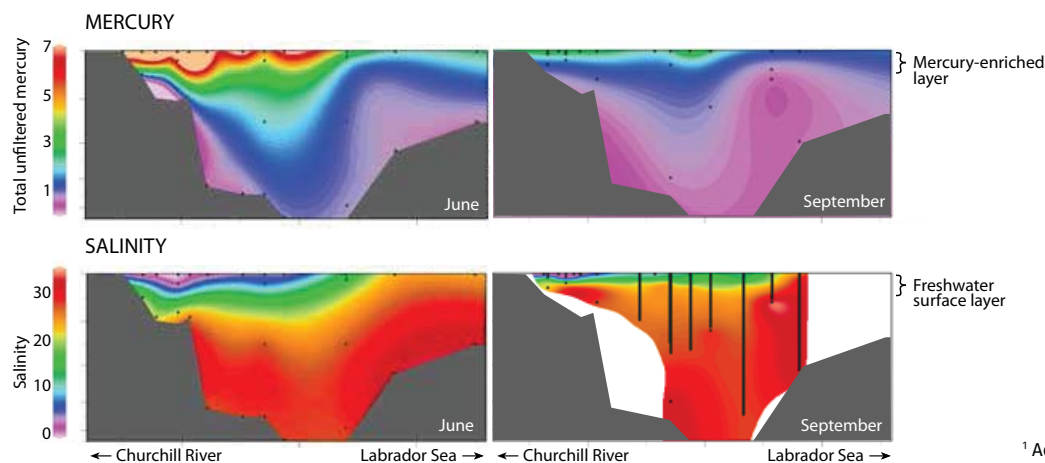 MERCURY
Total unfiltered mercury
7
5
3
1
June
September
Mercury-enriched
layer
SALINITY
Salinity
30
20
10
0
June
September
Freshwater
surface layer
← Churchill River
Labrador Sea →
← Churchill River
Labrador Sea →